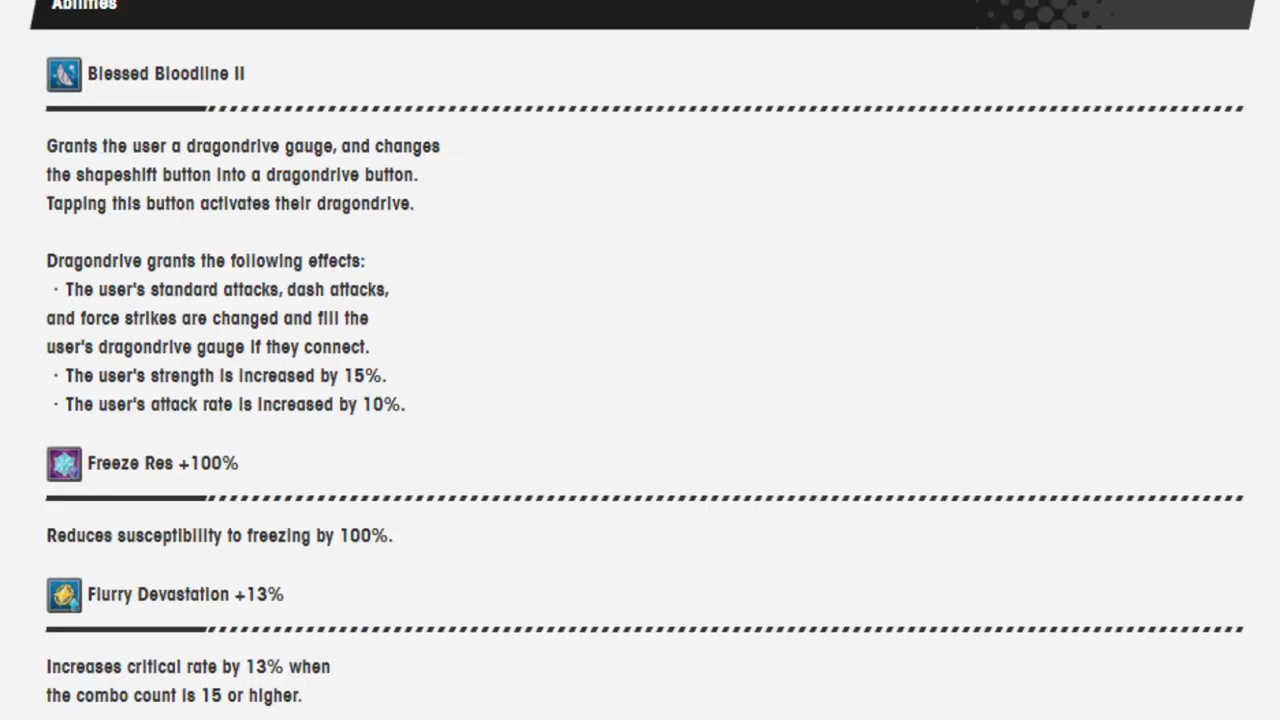 Abilities
Blessed Bloodline II
Grants the user a dragondrive gauge, and changes
the shapeshift button into a dragondrive button.
Tapping this button activates their dragondrive.
Dragondrive grants the following effects:
· The user's standard attacks, dash attacks,
and force strikes are changed and fill the
user's dragondrive gauge if they connect.
· The user's strength is increased by 15%.
· The user's attack rate is increased by 10%.
Freeze Res +100%
Reduces susceptibility to freezing by 100%.
Flurry Devastation +13%
Increases critical rate by 13% when
the combo count is 15 or higher.